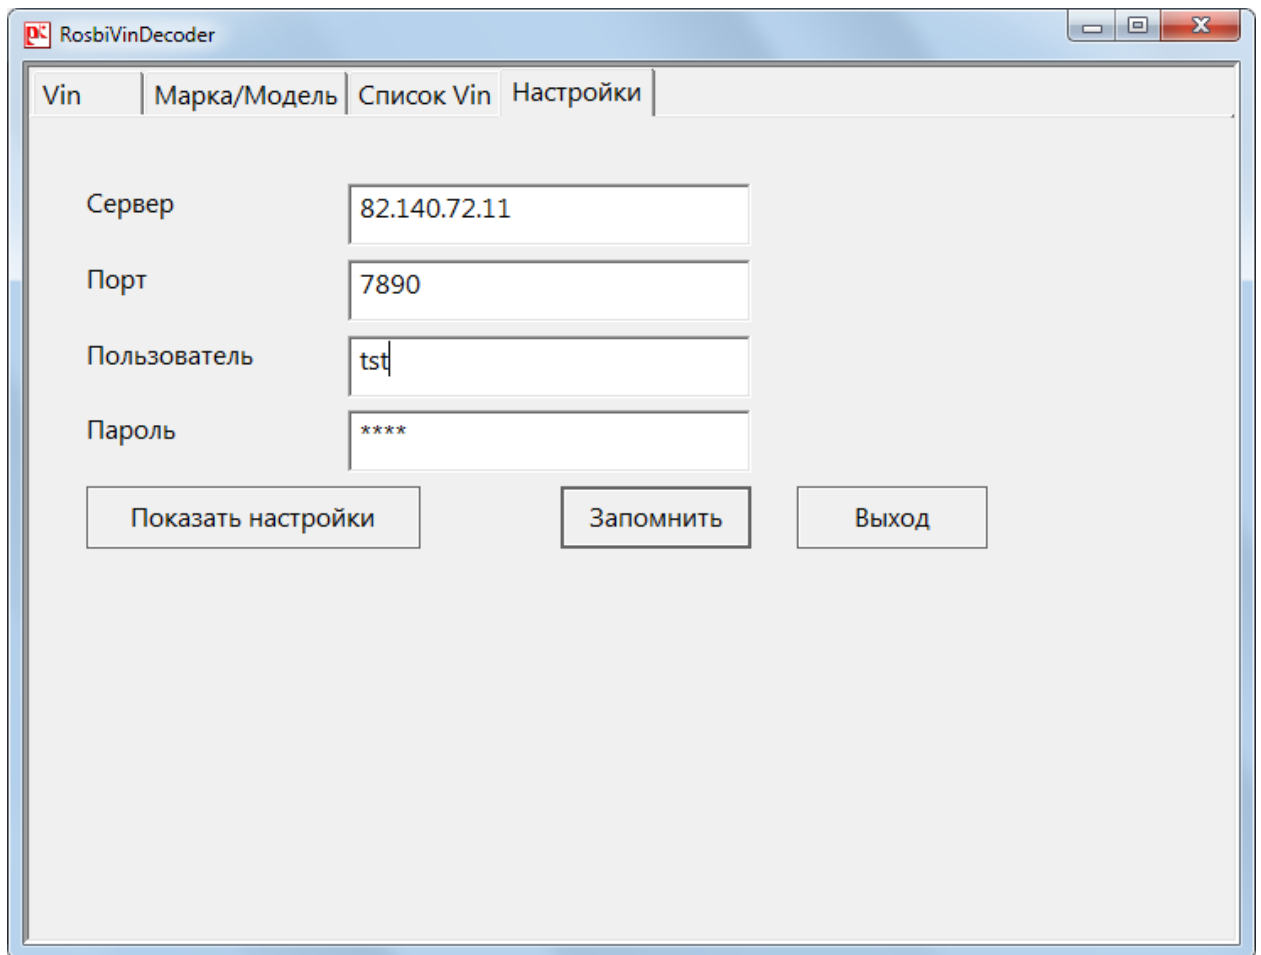 RosbiVinDecoder
Vin Марка/Модель Список Vin Настройки
Сервер 82.140.72.11
Порт 7890
Пользователь tst
Пароль ****
Показать настройки Запомнить Выход